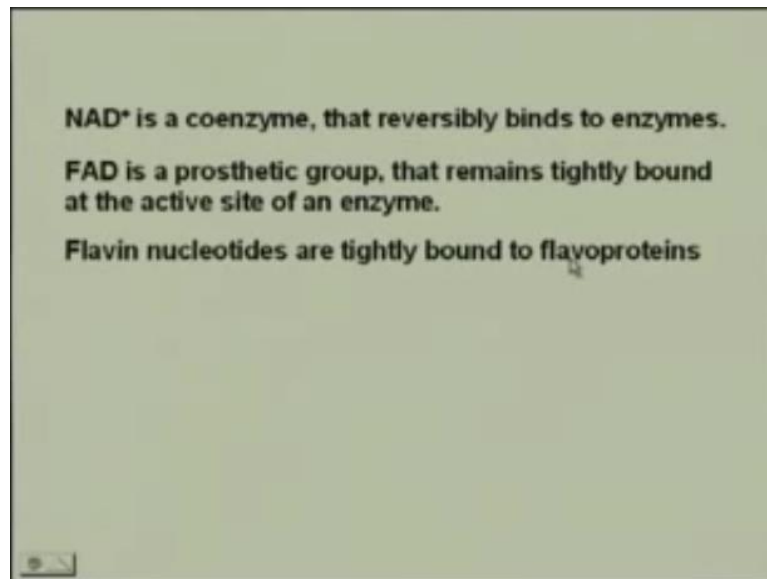 NAD⁺ is a coenzyme, that reversibly binds to enzymes.
FAD is a prosthetic group, that remains tightly bound
at the active site of an enzyme.
Flavin nucleotides are tightly bound to flavoproteins